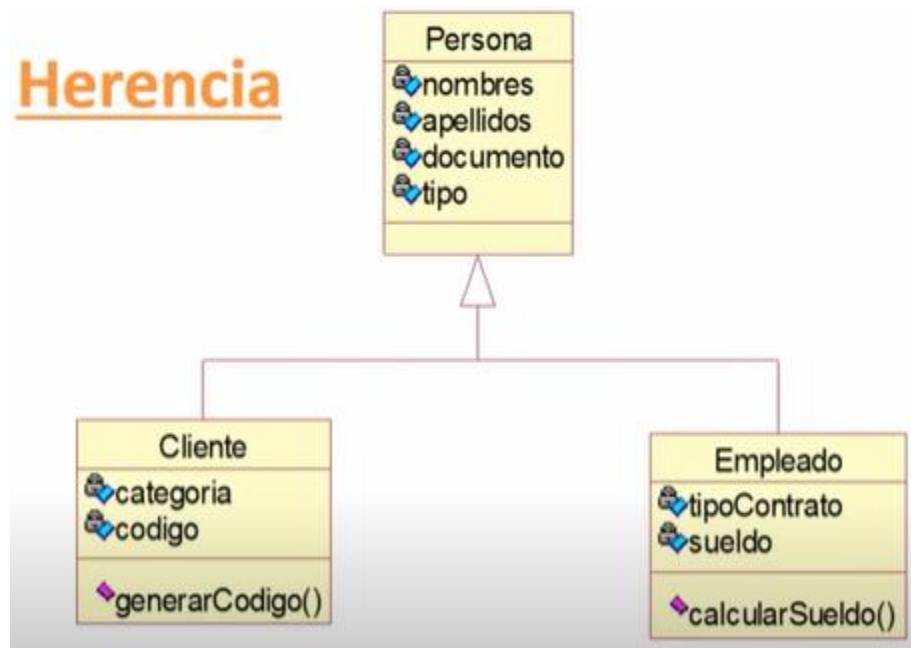 Herencia
Persona
nombres
apellidos
documento
tipo
Cliente
categoria
codigo
generarCodigo()
Empleado
tipoContrato
sueldo
calcularSueldo()